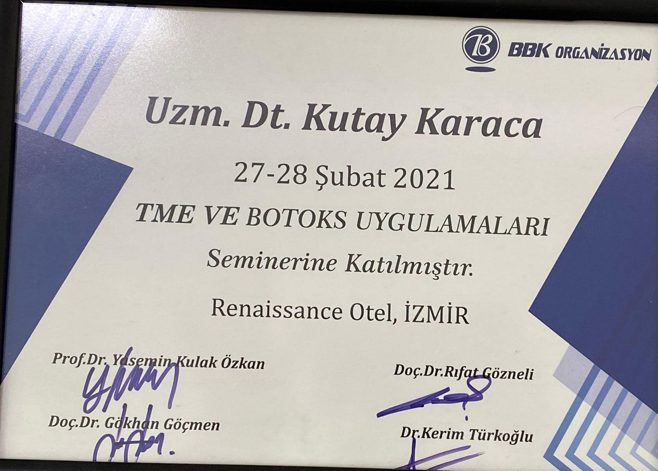 BBK ORGANİZASYON
Uzm. Dt. Kutay Karaca
27-28 Şubat 2021
TME VE BOTOKS UYGULAMALARI
Seminerine Katılmıştır.
Renaissance Otel, İZMİR
Prof.Dr. Yasemin Kulak Özkan
Doç.Dr.Rıfat Gözneli
Doç.Dr. Gökhan Göçmen
Dr.Kerim Türkoğlu